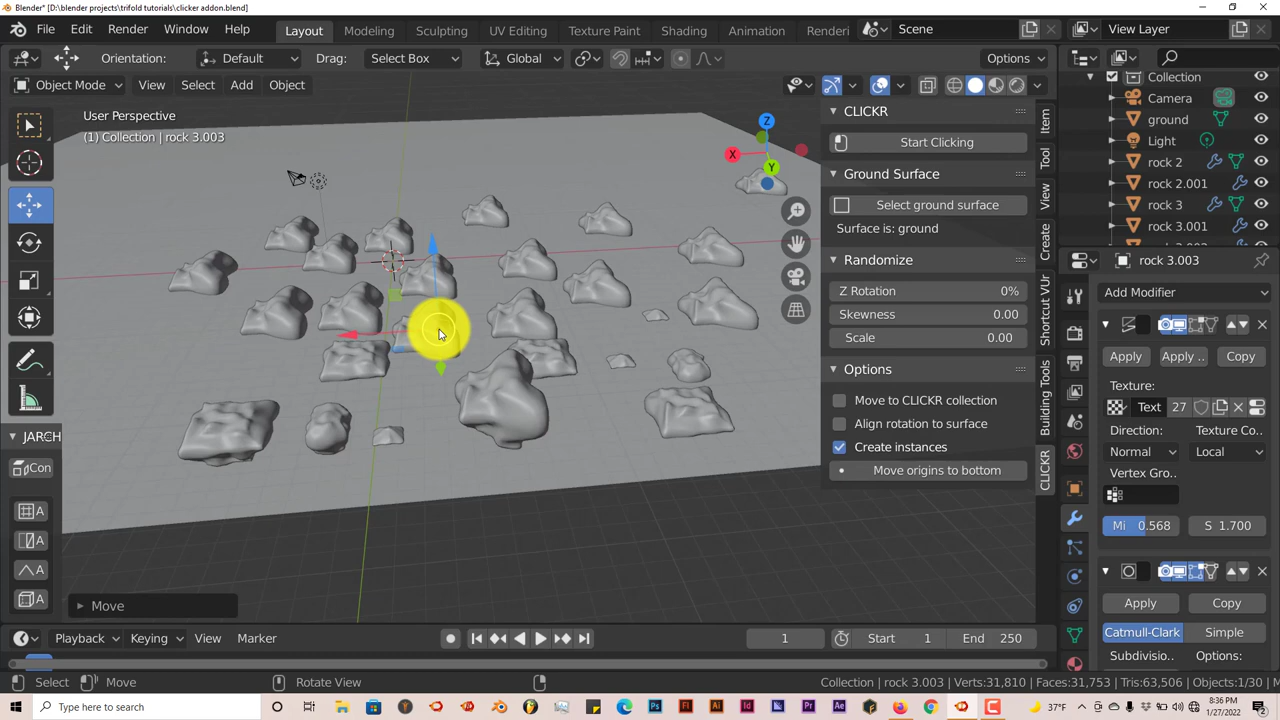 Blender* [D:\blender projects\trifold tutorials\clicker addon.blend]
File Edit Render Window Help Layout Modeling Sculpting UV Editing Texture Paint Shading Animation Renderi Scene View Layer
Orientation: Default Drag: Select Box Global Options
Object Mode View Select Add Object
User Perspective
(1) Collection | rock 3.003
Z
X
Y
CLICKR
Start Clicking
Ground Surface
Select ground surface
Surface is: ground
Randomize
Z Rotation 0%
Skewness 0.00
Scale 0.00
Options
Move to CLICKR collection
Align rotation to surface
Create instances
Move origins to bottom
Item
Tool
View
Create
Shortcut VUr
Building Tools
CLICKR
Collection
Camera
ground
Light
rock 2
rock 2.001
rock 3
rock 3.001
rock 3.003
Add Modifier
Apply Apply .. Copy
Texture:
Text 27
Direction: Texture Co..
Normal Local
Vertex Gro..
Mi 0.568 S 1.700
Apply Copy
Catmull-Clark Simple
Subdivisio.. Options:
JARCH
Con
A
A
A
A
Move
Playback Keying View Marker 1 Start 1 End 250
Select Move Rotate View Collection | rock 3.003 | Verts:31,810 | Faces:31,753 | Tris:63,506 | Objects:1/30 | Mem
Type here to search 37°F 8:36 PM
1/27/2022